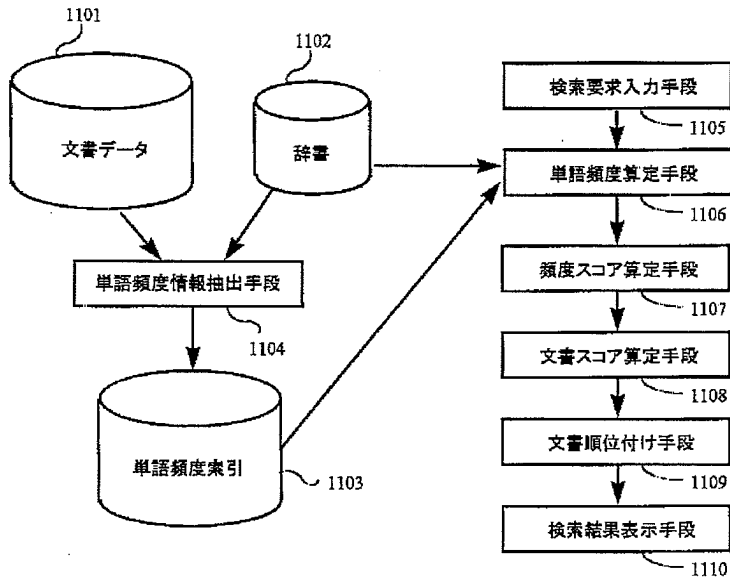 1101
文書データ
1102
辞書
単語頻度情報抽出手段
1104
単語頻度索引
1103
検索要求入力手段
1105
単語頻度算定手段
1106
頻度スコア算定手段
1107
文書スコア算定手段
1108
文書順位付け手段
1109
検索結果表示手段
1110